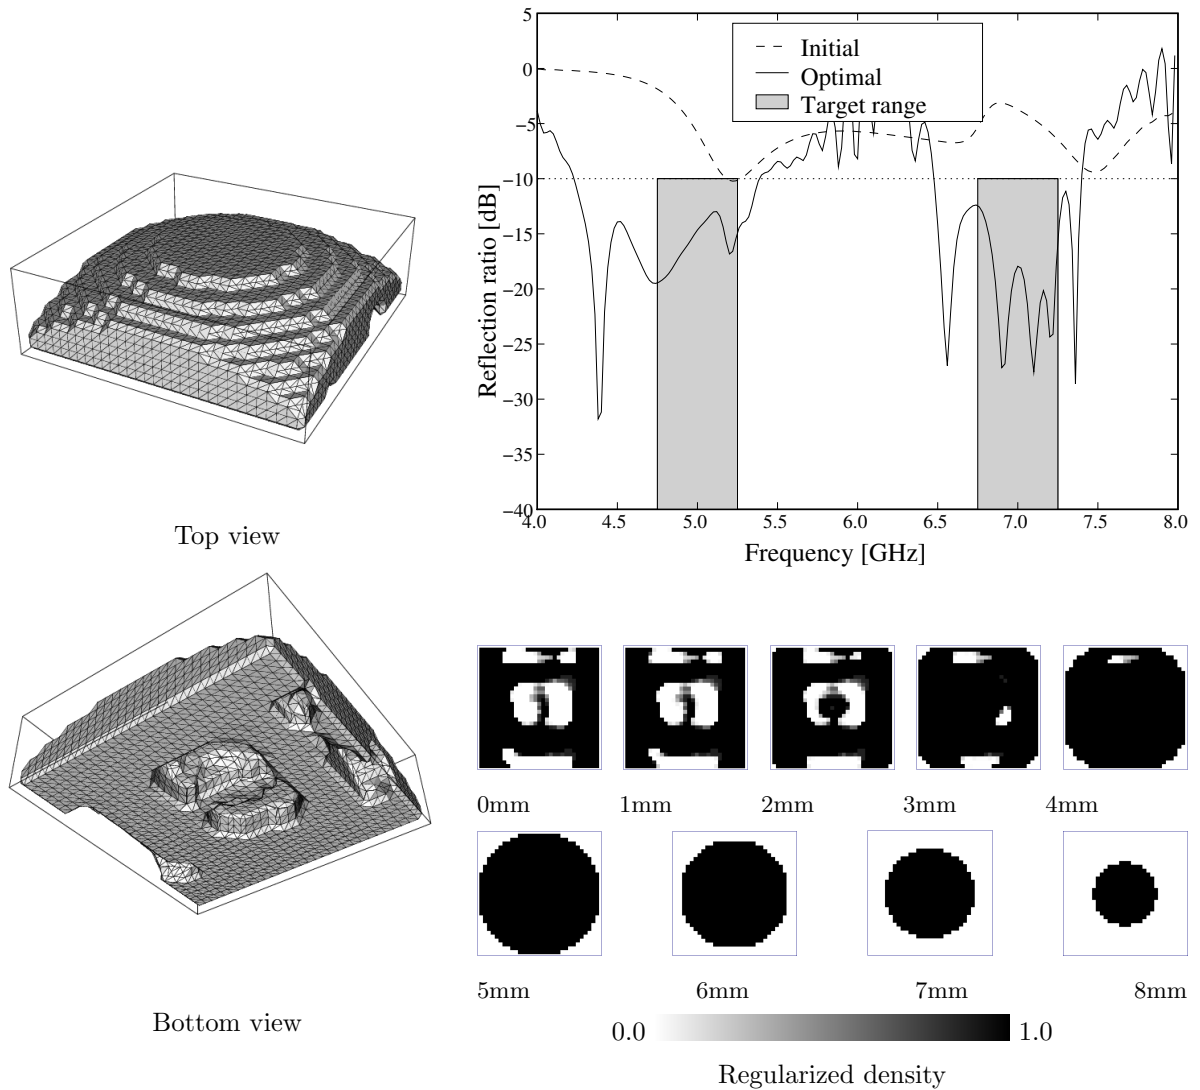 5
0
−5
−10
−15
−20
−25
−30
−35
−40
Reflection ratio [dB]
Initial
Optimal
Target range
4.0 4.5 5.0 5.5 6.0 6.5 7.0 7.5 8.0
Frequency [GHz]
Top view
Bottom view
0mm 1mm 2mm 3mm 4mm
5mm 6mm 7mm 8mm
0.0 1.0
Regularized density